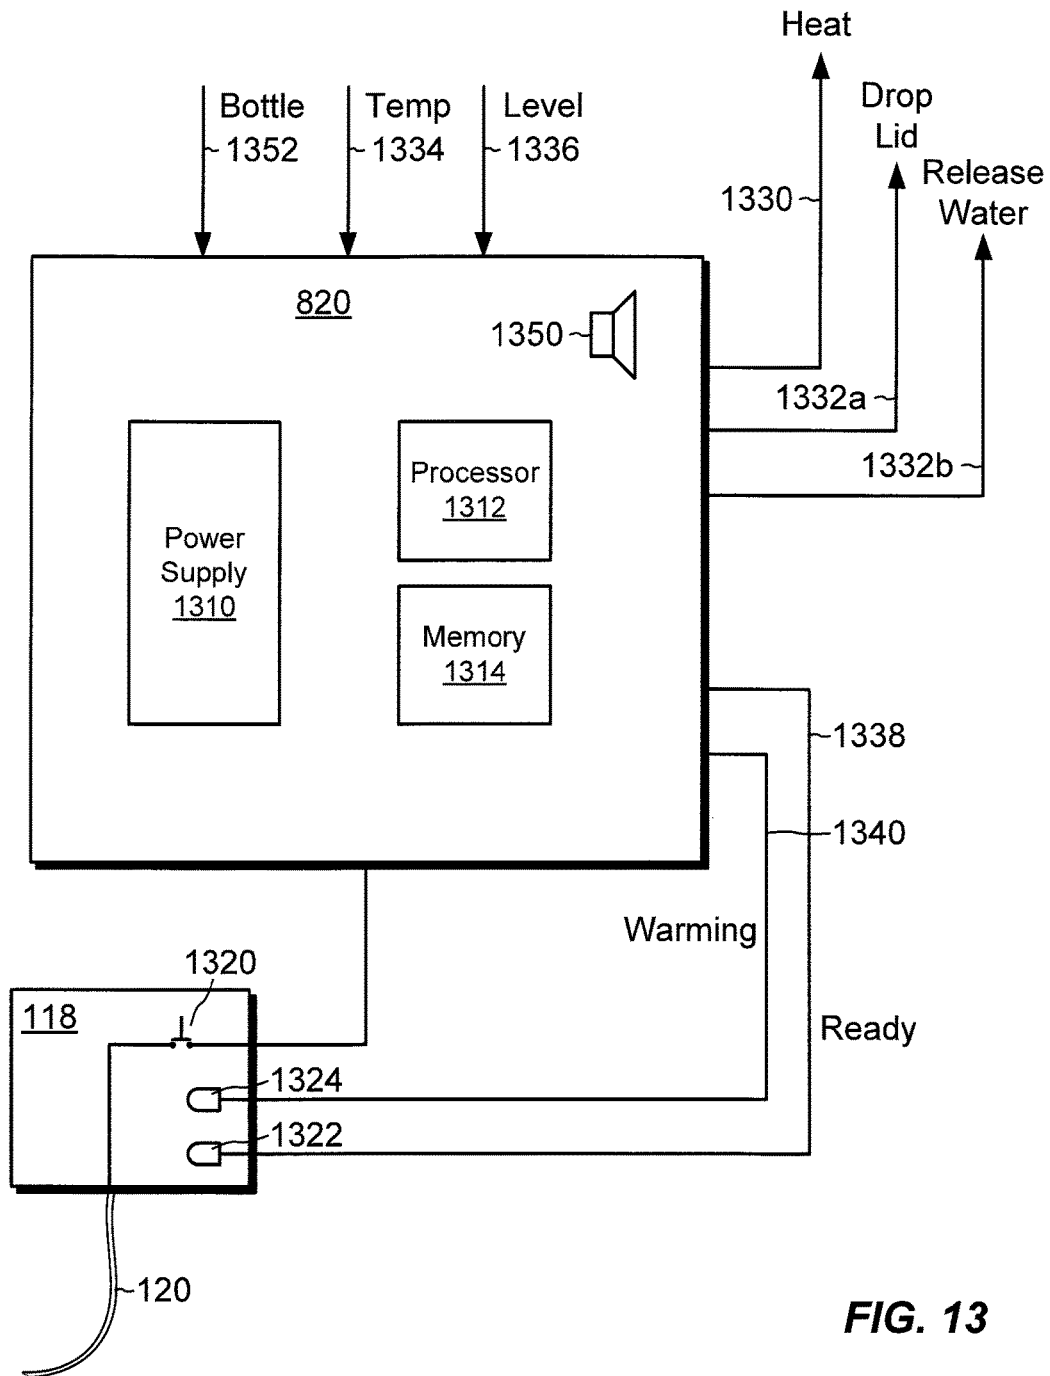 Heat
Drop
Lid
Release
Water
Bottle
1352
Temp
1334
Level
1336
1330
820
1350
1332a
1332b
Processor
1312
Power
Supply
1310
Memory
1314
1338
1340
Warming
1320
118
Ready
1324
1322
120
FIG. 13